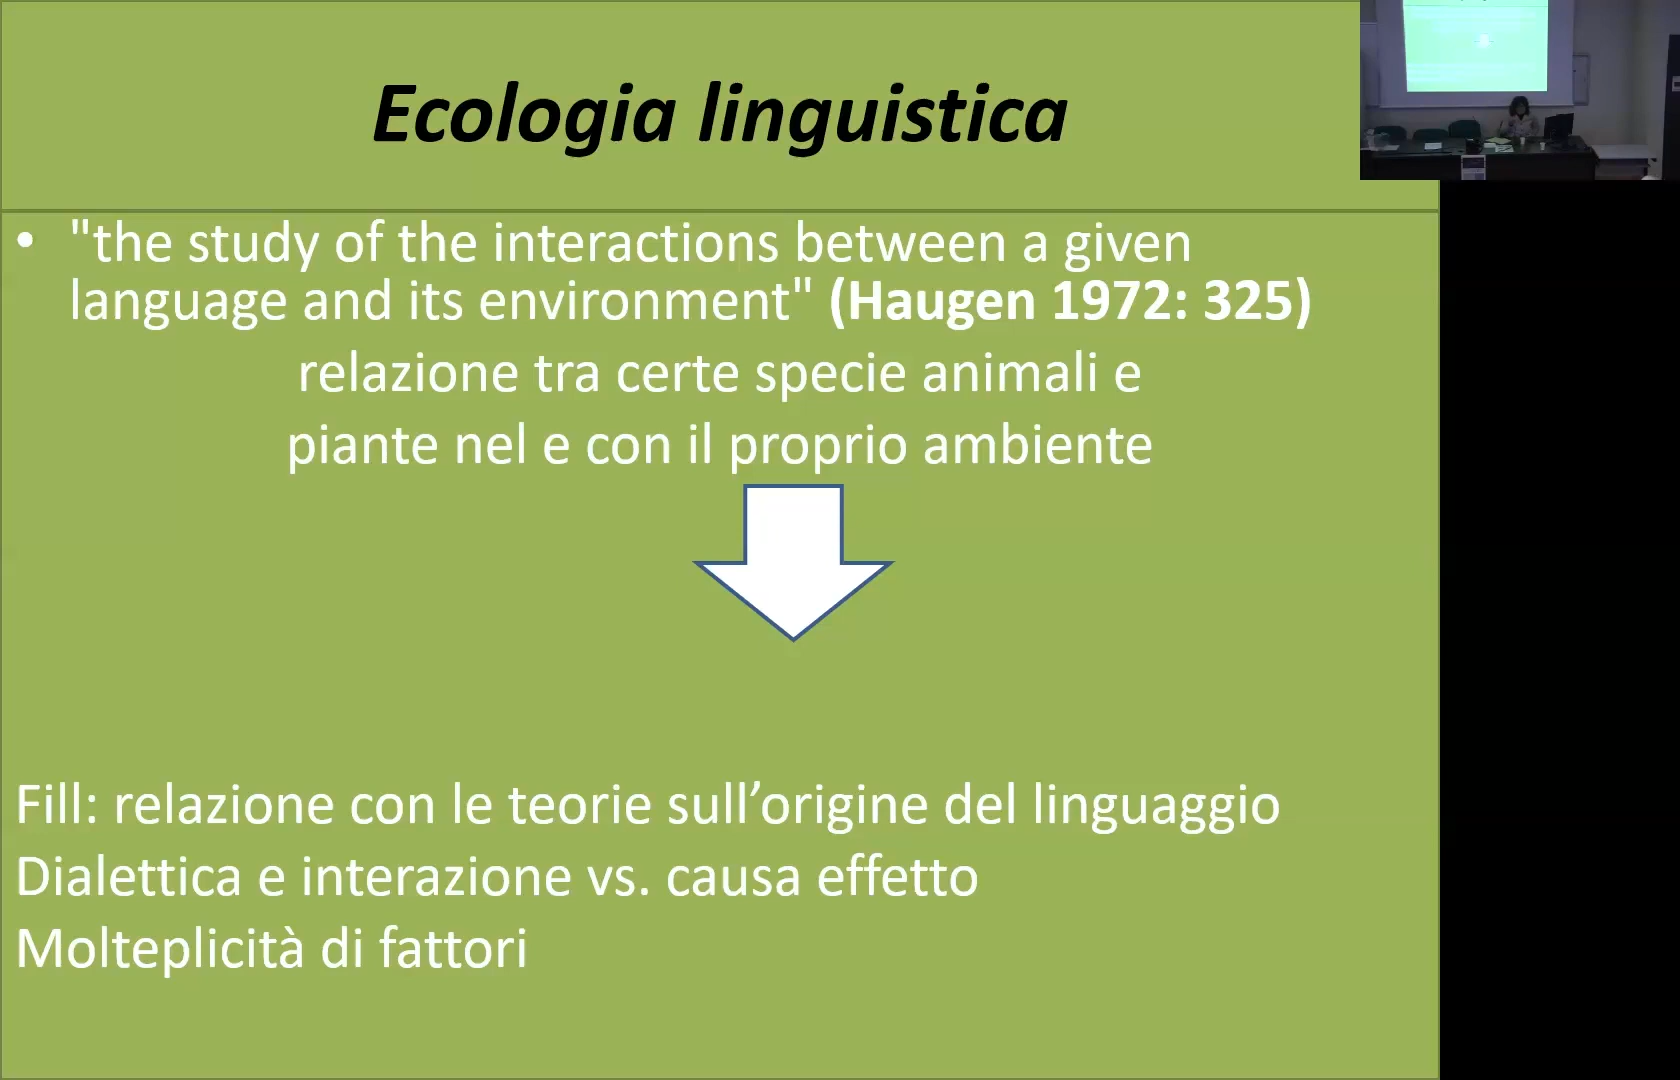 Ecologia linguistica
• "the study of the interactions between a given
language and its environment" (Haugen 1972: 325)
relazione tra certe specie animali e
piante nel e con il proprio ambiente
Fill: relazione con le teorie sull’origine del linguaggio
Dialettica e interazione vs. causa effetto
Molteplicità di fattori